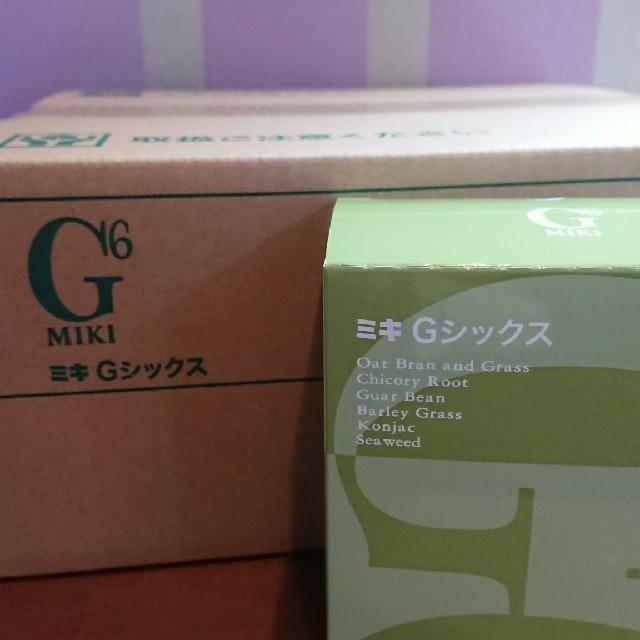 取扱に注意ください
G16
MIKI
ミキ Gシックス
G
MIKI
ミキ Gシックス
Oat Bran and Grass
Chicory Root
Guar Bean
Barley Grass
Konjac
Seaweed